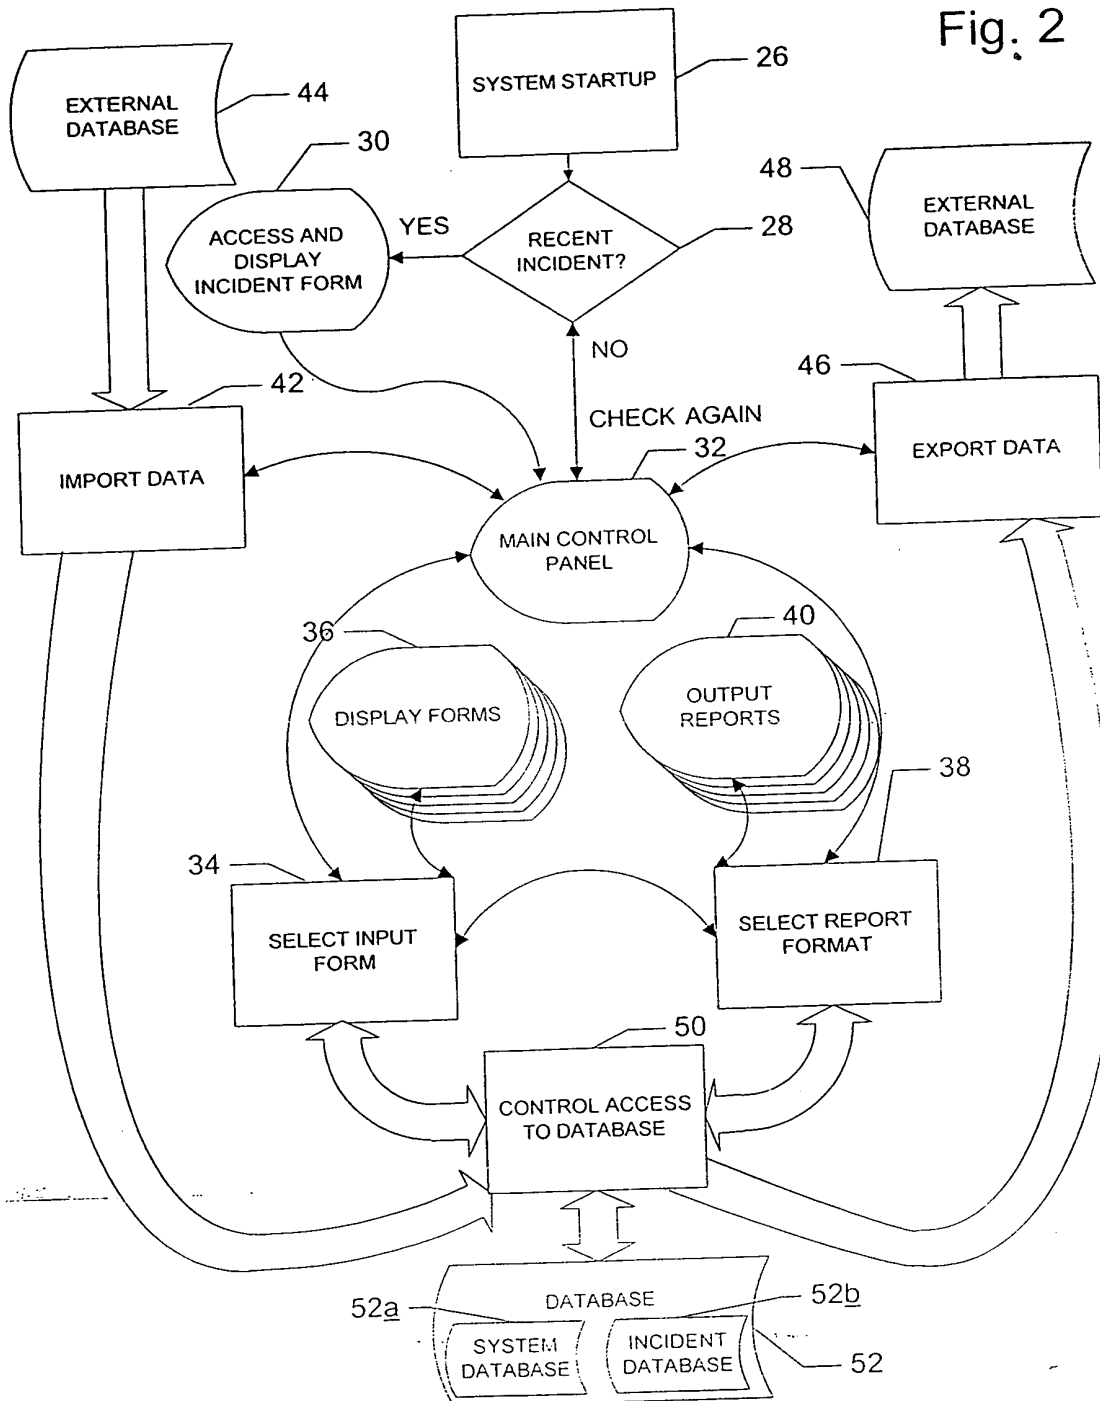 Fig. 2
SYSTEM STARTUP
26
EXTERNAL
DATABASE
44
30
48
EXTERNAL
DATABASE
YES
RECENT
INCIDENT?
28
ACCESS AND
DISPLAY
INCIDENT FORM
NO
42
46
CHECK AGAIN
32
IMPORT DATA
EXPORT DATA
MAIN CONTROL
PANEL
36
40
DISPLAY FORMS
OUTPUT
REPORTS
38
34
SELECT INPUT
FORM
SELECT REPORT
FORMAT
50
CONTROL ACCESS
TO DATABASE
52a
DATABASE
52b
SYSTEM
DATABASE
INCIDENT
DATABASE
52